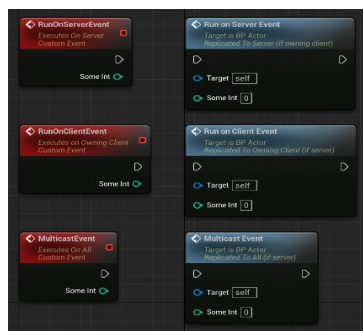 RunOnServerEvent
Executes On Server
Custom Event
Some Int
Run on Server Event
Target is BP Actor
Replicated To Server (if owning client)
Target self
Some Int 0
RunOnClientEvent
Executes On Owning Client
Custom Event
Some Int
Run on Client Event
Target is BP Actor
Replicated To Owning Client (if server)
Target self
Some Int 0
MulticastEvent
Executes On All
Custom Event
Some Int
Multicast Event
Target is BP Actor
Replicated To All (if server)
Target self
Some Int 0